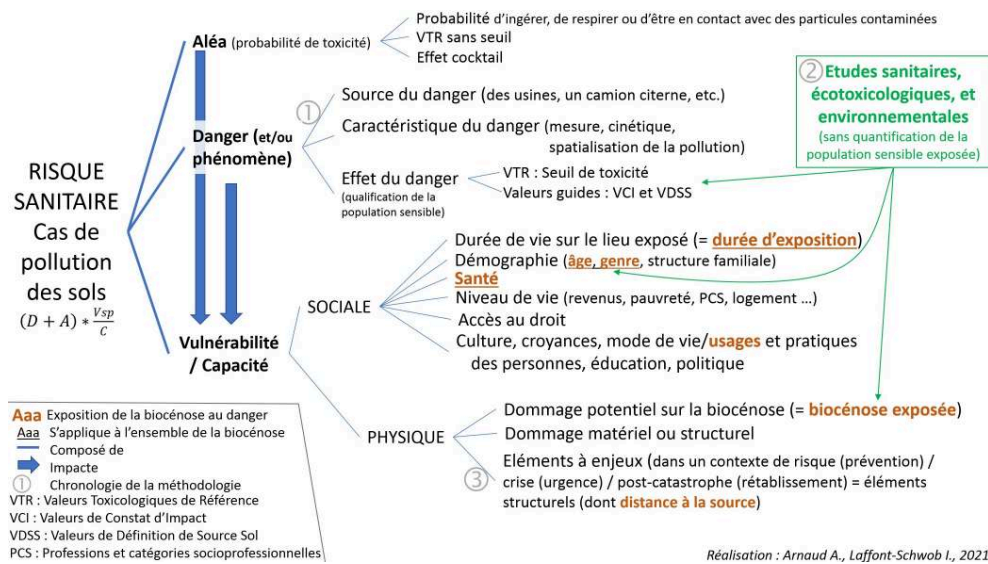 RISQUE
SANITAIRE
Cas de
pollution
des sols
(D + A) * Vsp/C
Aléa (probabilité de toxicité)
Probabilité d'ingérer, de respirer ou d'être en contact avec des particules contaminées
VTR sans seuil
Effet cocktail
①
Danger (et/ou
phénomène)
Source du danger (des usines, un camion citerne, etc.)
Caractéristique du danger (mesure, cinétique,
spatialisation de la pollution)
Effet du danger
(qualification de la
population sensible)
VTR : Seuil de toxicité
Valeurs guides : VCI et VDSS
② Etudes sanitaires,
écotoxicologiques, et
environnementales
(sans quantification de la
population sensible exposée)
Vulnérabilité
/ Capacité
SOCIALE
Durée de vie sur le lieu exposé (= durée d'exposition)
Démographie (âge, genre, structure familiale)
Santé
Niveau de vie (revenus, pauvreté, PCS, logement ...)
Accès au droit
Culture, croyances, mode de vie/usages et pratiques
des personnes, éducation, politique
PHYSIQUE
Dommage potentiel sur la biocénose (= biocénose exposée)
Dommage matériel ou structurel
③
Eléments à enjeux (dans un contexte de risque (prévention) /
crise (urgence) / post-catastrophe (rétablissement) = éléments
structurels (dont distance à la source)
Aaa Exposition de la biocénose au danger
Aaa S'applique à l'ensemble de la biocénose
Composé de
Impacte
① Chronologie de la méthodologie
VTR : Valeurs Toxicologiques de Référence
VCI : Valeurs de Constat d'Impact
VDSS : Valeurs de Définition de Source Sol
PCS : Professions et catégories socioprofessionnelles
Réalisation : Arnaud A., Laffont-Schwob I., 2021